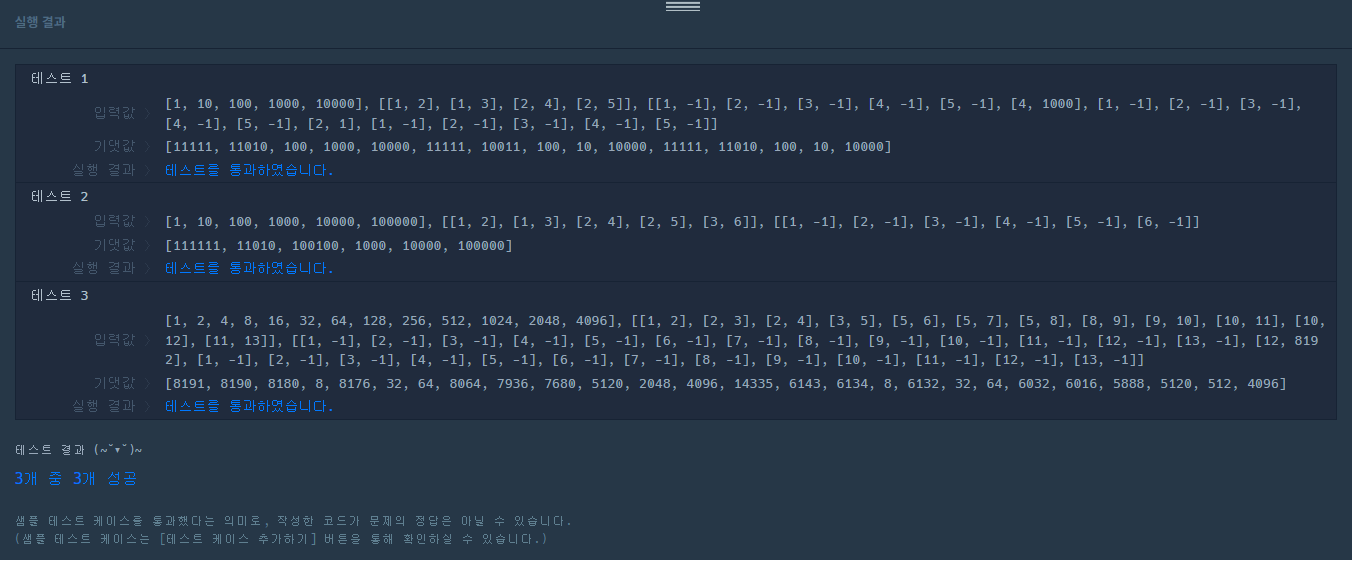 실행 결과
테스트 1
입력값 〉 [1, 10, 100, 1000, 10000], [[1, 2], [1, 3], [2, 4], [2, 5]], [[1, -1], [2, -1], [3, -1], [4, -1], [5, -1], [4, 1000], [1, -1], [2, -1], [3, -1],
[4, -1], [5, -1], [2, 1], [1, -1], [2, -1], [3, -1], [4, -1], [5, -1]]
기댓값 〉 [11111, 11010, 100, 1000, 10000, 11111, 10011, 100, 10, 10000, 11111, 11010, 100, 10, 10000]
실행 결과 〉 테스트를 통과하였습니다.
테스트 2
입력값 〉 [1, 10, 100, 1000, 10000, 100000], [[1, 2], [1, 3], [2, 4], [2, 5], [3, 6]], [[1, -1], [2, -1], [3, -1], [4, -1], [5, -1], [6, -1]]
기댓값 〉 [111111, 11010, 100100, 1000, 10000, 100000]
실행 결과 〉 테스트를 통과하였습니다.
테스트 3
입력값 〉 [1, 2, 4, 8, 16, 32, 64, 128, 256, 512, 1024, 2048, 4096], [[1, 2], [2, 3], [2, 4], [3, 5], [5, 6], [5, 7], [5, 8], [8, 9], [9, 10], [10, 11], [10,
12], [11, 13]], [[1, -1], [2, -1], [3, -1], [4, -1], [5, -1], [6, -1], [7, -1], [8, -1], [9, -1], [10, -1], [11, -1], [12, -1], [13, -1], [12, 819
2], [1, -1], [2, -1], [3, -1], [4, -1], [5, -1], [6, -1], [7, -1], [8, -1], [9, -1], [10, -1], [11, -1], [12, -1], [13, -1]]
기댓값 〉 [8191, 8190, 8180, 8, 8176, 32, 64, 8064, 7936, 7680, 5120, 2048, 4096, 14335, 6143, 6134, 8, 6132, 32, 64, 6032, 6016, 5888, 5120, 512, 4096]
실행 결과 〉 테스트를 통과하였습니다.
테스트 결과 (~˘▾˘)~
3개 중 3개 성공
샘플 테스트 케이스를 통과했다는 의미로, 작성한 코드가 문제의 정답은 아닐 수 있습니다.
(샘플 테스트 케이스는 [테스트 케이스 추가하기] 버튼을 통해 확인하실 수 있습니다.)